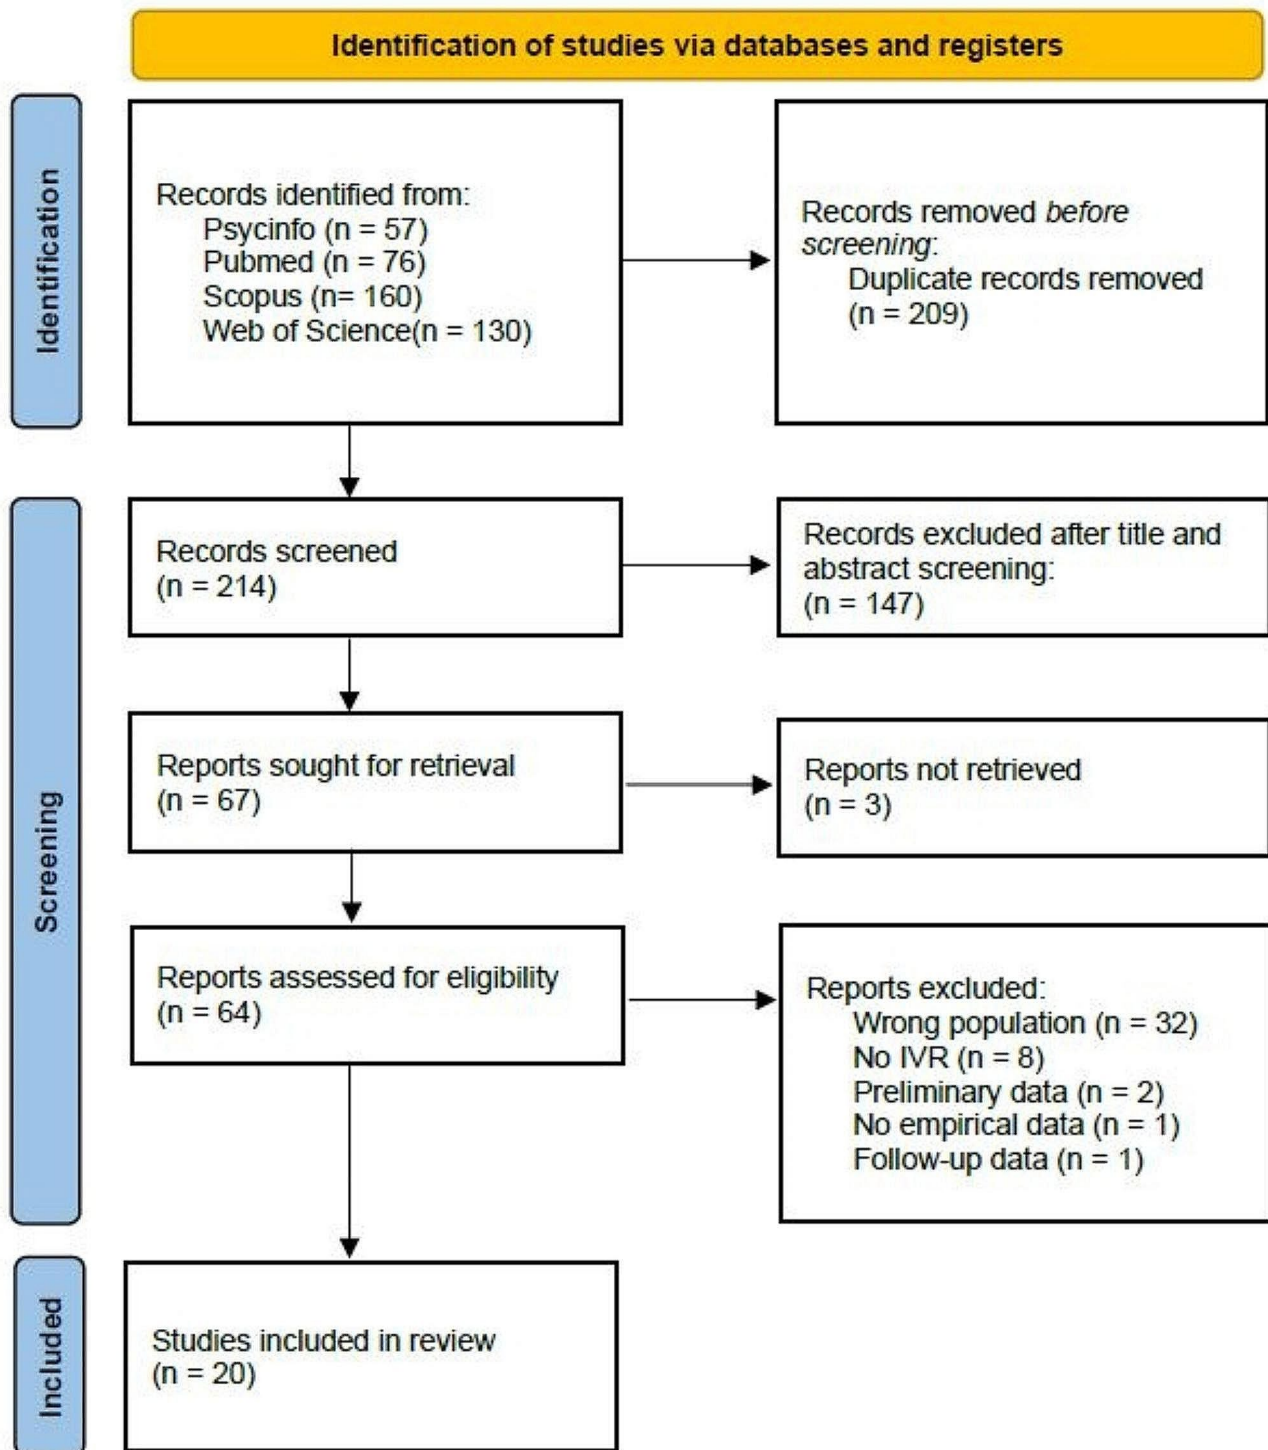 Identification of studies via databases and registers
Identification
Records identified from:
Psycinfo (n = 57)
Pubmed (n = 76)
Scopus (n= 160)
Web of Science(n = 130)
Records removed before
screening:
Duplicate records removed
(n = 209)
Screening
Records screened
(n = 214)
Records excluded after title and
abstract screening:
(n = 147)
Reports sought for retrieval
(n = 67)
Reports not retrieved
(n = 3)
Reports assessed for eligibility
(n = 64)
Reports excluded:
Wrong population (n = 32)
No IVR (n = 8)
Preliminary data (n = 2)
No empirical data (n = 1)
Follow-up data (n = 1)
Included
Studies included in review
(n = 20)